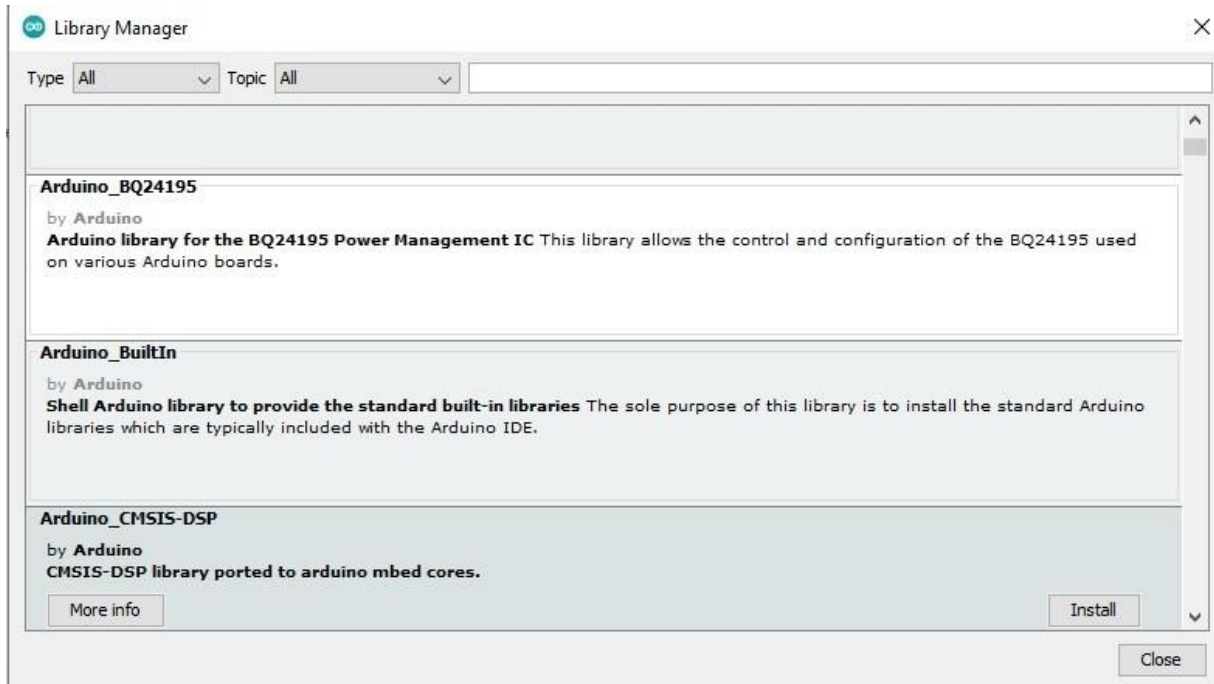 Library Manager
Type All Topic All
Arduino_BQ24195
by Arduino
Arduino library for the BQ24195 Power Management IC This library allows the control and configuration of the BQ24195 used
on various Arduino boards.
Arduino_BuiltIn
by Arduino
Shell Arduino library to provide the standard built-in libraries The sole purpose of this library is to install the standard Arduino
libraries which are typically included with the Arduino IDE.
Arduino_CMSIS-DSP
by Arduino
CMSIS-DSP library ported to arduino mbed cores.
More info Install
Close